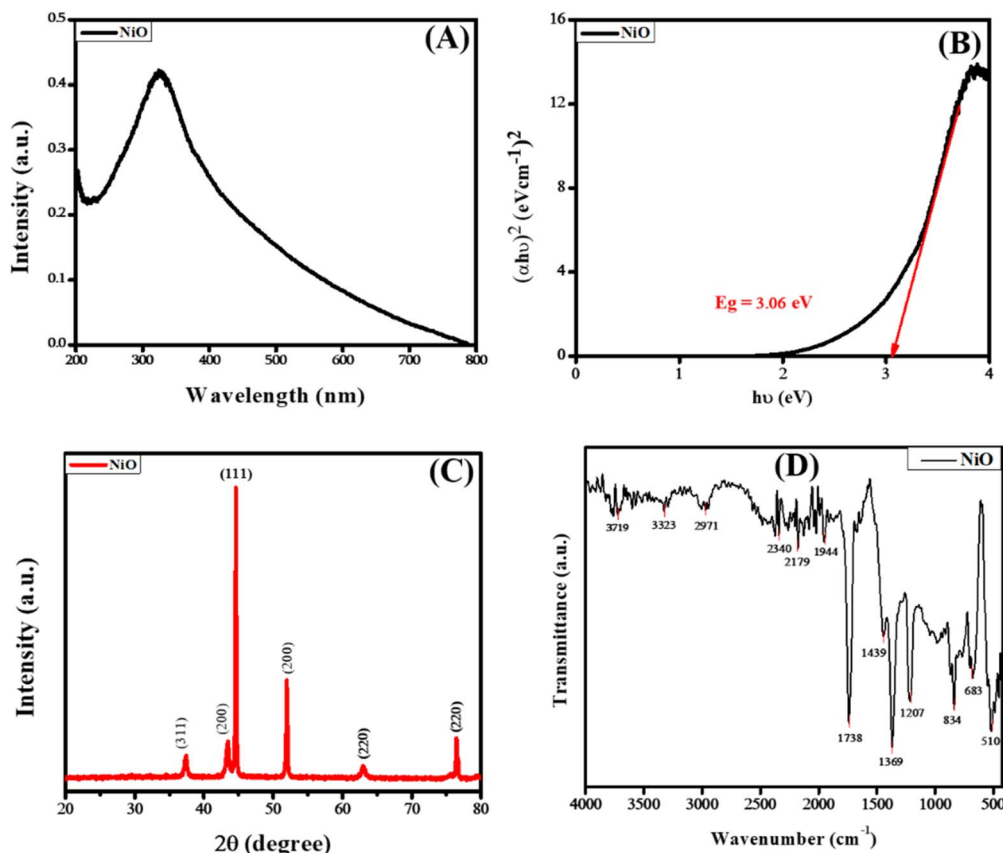 NiO
(A)
0.5
0.4
0.3
0.2
0.1
0.0
200 300 400 500 600 700 800
Intensity (a.u.)
Wavelength (nm)
NiO
(B)
16
12
8
4
0
0 1 2 3 4
(αhυ)² (eVcm⁻¹)²
Eg = 3.06 eV
hυ (eV)
NiO
(C)
(111)
(200)
(200)
(311)
(220)
(220)
20 30 40 50 60 70 80
Intensity (a.u.)
2θ (degree)
NiO
(D)
3719
3323
2971
2340
2179
1944
1738
1439
1369
1207
834
683
510
4000 3500 3000 2500 2000 1500 1000 500
Transmittance (a.u.)
Wavenumber (cm⁻¹)